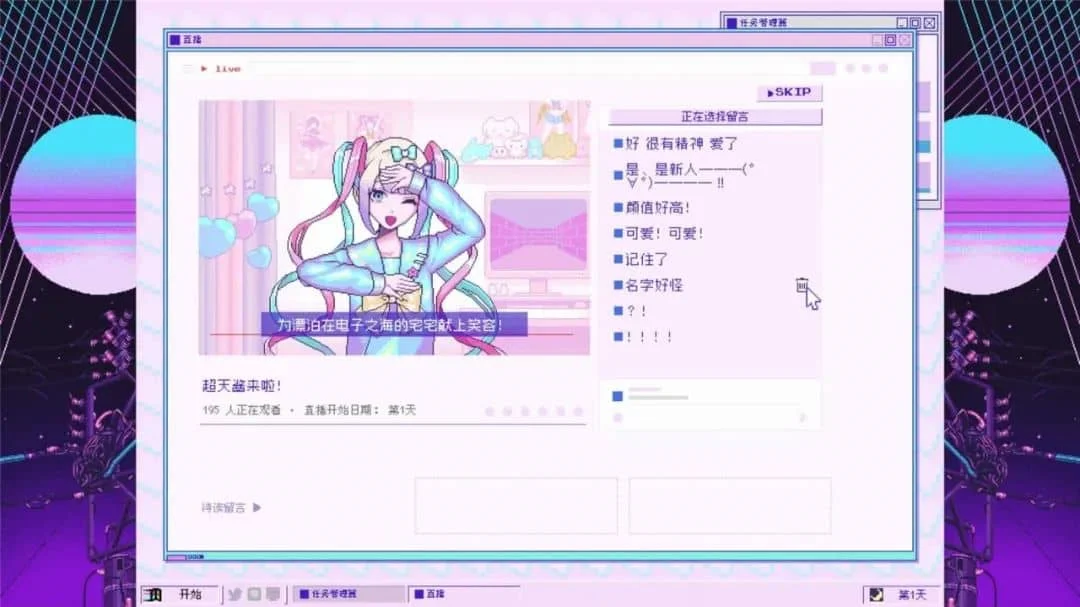 任务管理器
直播
live
SKIP
正在选择留言
好 很有精神 爱了
是、是新人———(ﾟ
∀ﾟ)———— !!
颜值好高!
可爱! 可爱!
记住了
名字好怪
? !
! ! ! !
为漂泊在电子之海的宅宅献上笑容!
超天酱来啦!
195 人正在观看 · 直播开始日期: 第1天
待读留言
开始
任务管理器
直播
第1天